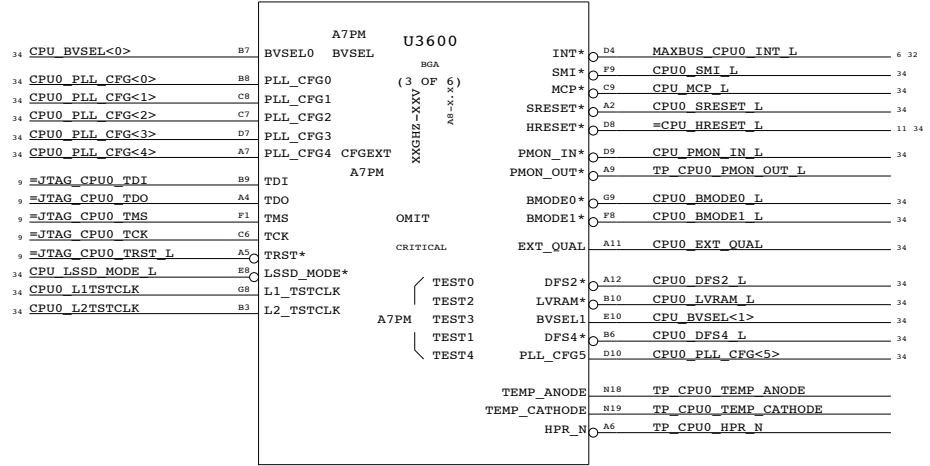 A7PM
U3600
34 CPU_BVSEL<0> B7 BVSEL0 BVSEL
BGA
(3 OF 6)
XXGHZ-XXV
A8-X.XX
34 CPU0_PLL_CFG<0> B8 PLL_CFG0
34 CPU0_PLL_CFG<1> C8 PLL_CFG1
34 CPU0_PLL_CFG<2> C7 PLL_CFG2
34 CPU0_PLL_CFG<3> D7 PLL_CFG3
34 CPU0_PLL_CFG<4> A7 PLL_CFG4 CFGEXT
A7PM
9 =JTAG_CPU0_TDI B9 TDI
9 =JTAG_CPU0_TDO A4 TDO
9 =JTAG_CPU0_TMS F1 TMS
9 =JTAG_CPU0_TCK C6 TCK
9 =JTAG_CPU0_TRST_L A5 TRST*
34 CPU_LSSD_MODE_L E8 LSSD_MODE*
34 CPU0_L1TSTCLK G8 L1_TSTCLK
34 CPU0_L2TSTCLK B3 L2_TSTCLK
OMIT
CRITICAL
A7PM
TEST0
TEST2
TEST3
TEST1
TEST4
INT* D4 MAXBUS_CPU0_INT_L 6 32
SMI* F9 CPU0_SMI_L 34
MCP* C9 CPU_MCP_L 34
SRESET* A2 CPU0_SRESET_L 34
HRESET* D8 =CPU_HRESET_L 11 34
PMON_IN* D9 CPU_PMON_IN_L 34
PMON_OUT* A9 TP_CPU0_PMON_OUT_L
BMODE0* G9 CPU0_BMODE0_L 34
BMODE1* F8 CPU0_BMODE1_L 34
EXT_QUAL A11 CPU0_EXT_QUAL 34
DFS2* A12 CPU0_DFS2_L 34
LVRAM* B10 CPU0_LVRAM_L 34
BVSEL1 E10 CPU_BVSEL<1> 34
DFS4* B6 CPU0_DFS4_L 34
PLL_CFG5 D10 CPU0_PLL_CFG<5> 34
TEMP_ANODE N18 TP_CPU0_TEMP_ANODE
TEMP_CATHODE N19 TP_CPU0_TEMP_CATHODE
HPR_N A6 TP_CPU0_HPR_N